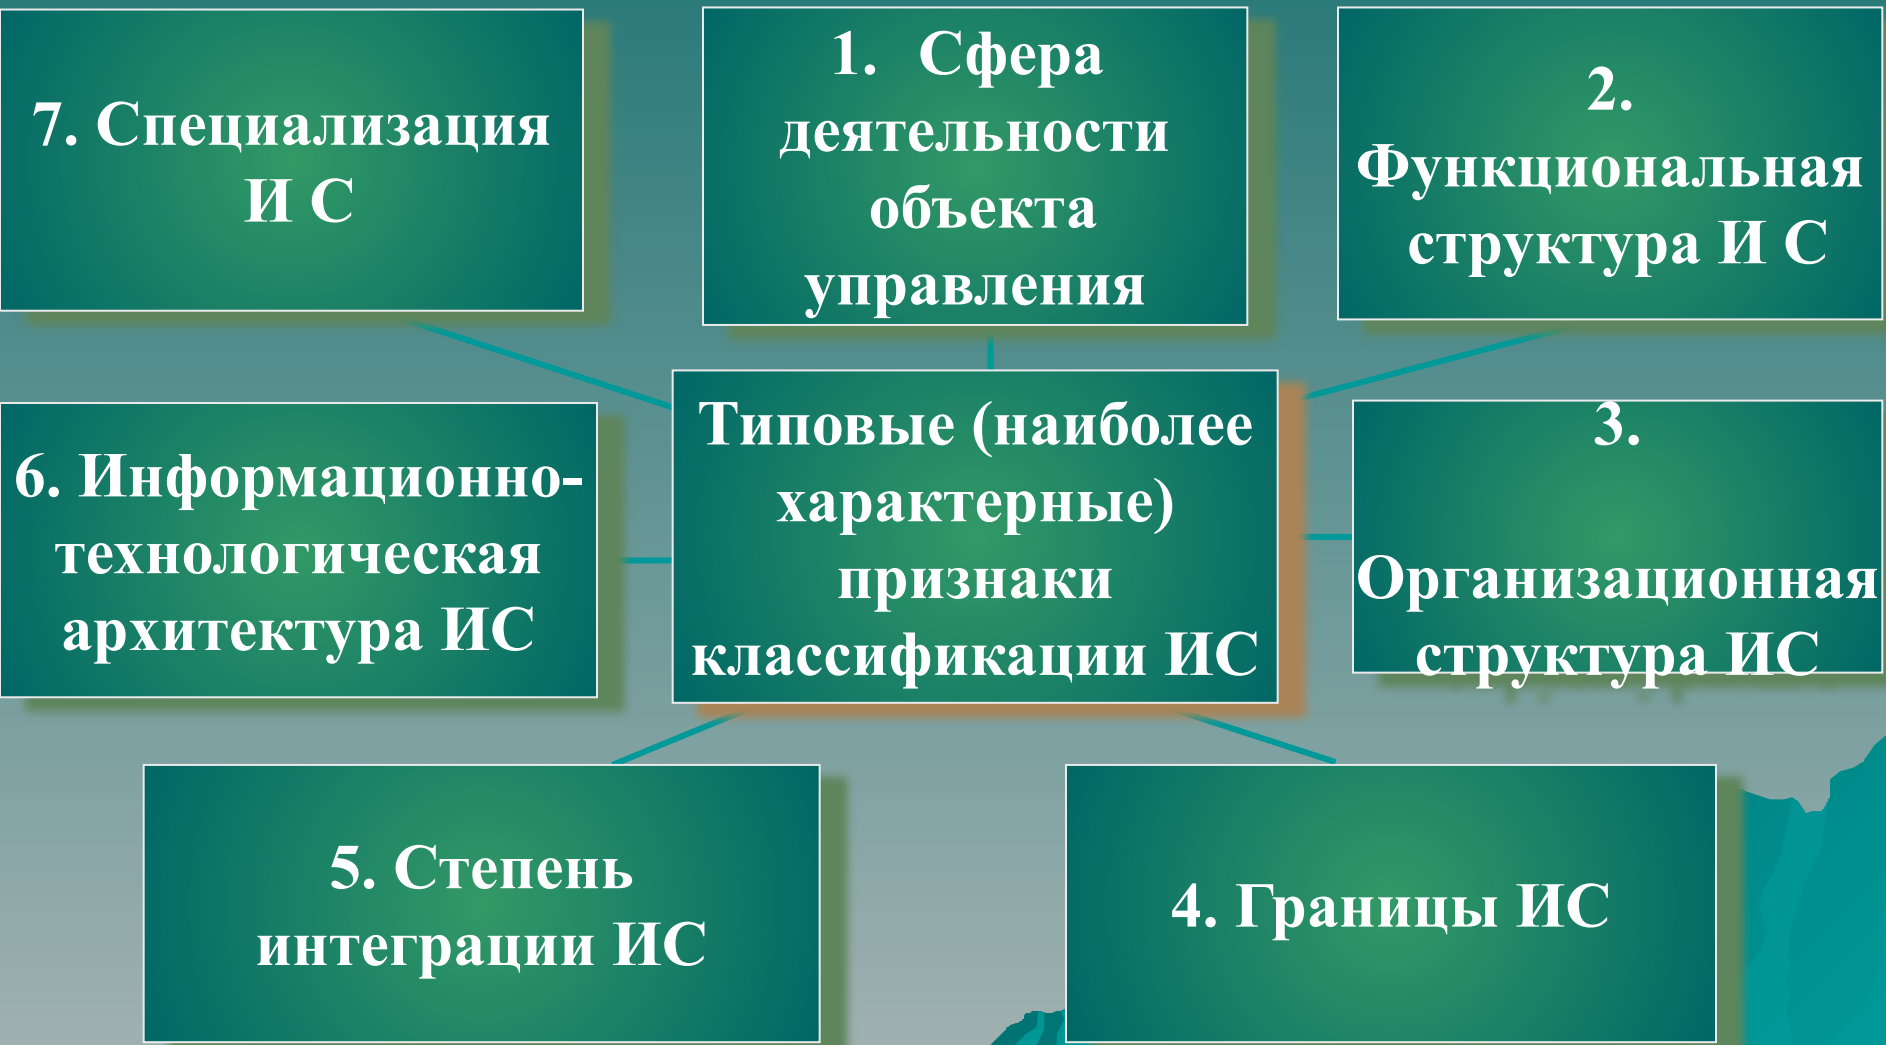 7. Специализация
И С
1. Сфера
деятельности
объекта
управления
2.
Функциональная
структура И С
6. Информационно-
технологическая
архитектура ИС
Типовые (наиболее
характерные)
признаки
классификации ИС
3.
Организационная
структура ИС
5. Степень
интеграции ИС
4. Границы ИС